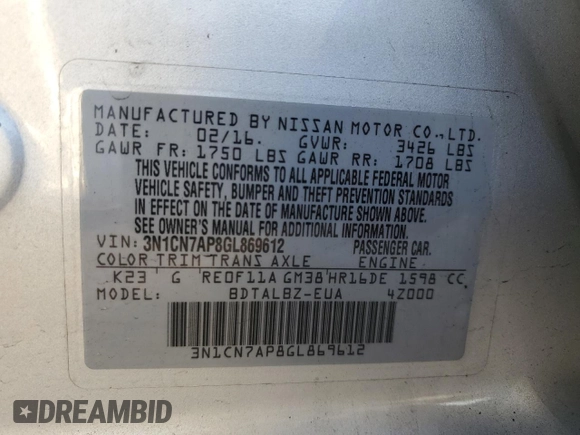 MANUFACTURED BY NISSAN MOTOR CO., LTD.
DATE: 02/16. GVWR: 3426 LBS
GAWR FR: 1750 LBS GAWR RR: 1708 LBS
THIS VEHICLE CONFORMS TO ALL APPLICABLE FEDERAL MOTOR
VEHICLE SAFETY, BUMPER AND THEFT PREVENTION STANDARDS
IN EFFECT ON THE DATE OF MANUFACTURE SHOWN ABOVE.
SEE OWNER'S MANUAL FOR ADDITIONAL INFORMATION.
VIN: 3N1CN7AP8GL869612 PASSENGER CAR.
COLOR TRIM TRANS AXLE ENGINE
K23 G RE0F11A GM38 HR16DE 1598 CC
MODEL: BDTALBZ-EUA 4Z000
3N1CN7AP8GL869612
DREAMBID